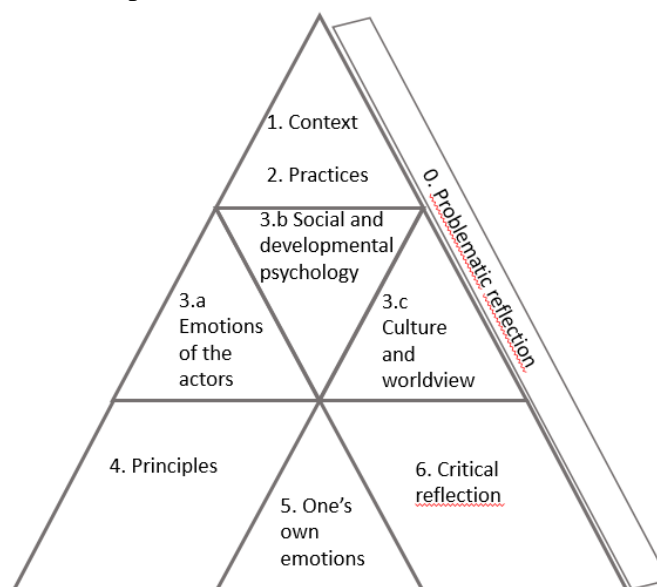 1. Context
2. Practices
0. Problematic reflection
3.b Social and
developmental
psychology
3.a
Emotions
of the
actors
3.c
Culture
and
worldview
4. Principles
5. One's
own
emotions
6. Critical
reflection